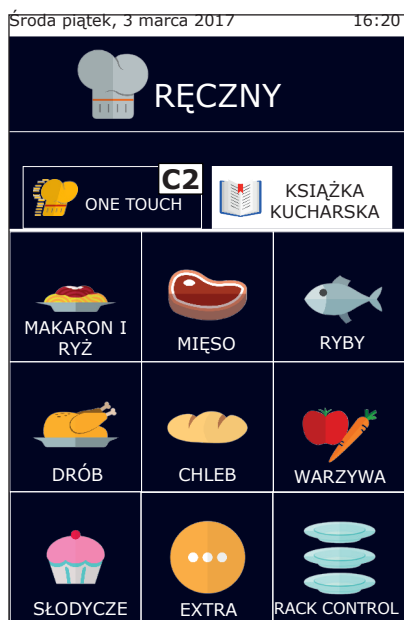 Środa piątek, 3 marca 2017 16:20
RĘCZNY
C2
ONE TOUCH
KSIĄŻKA
KUCHARSKA
MAKARON I
RYŻ
MIĘSO
RYBY
DRÓB
CHLEB
WARZYWA
SŁODYCZE
EXTRA
RACK CONTROL